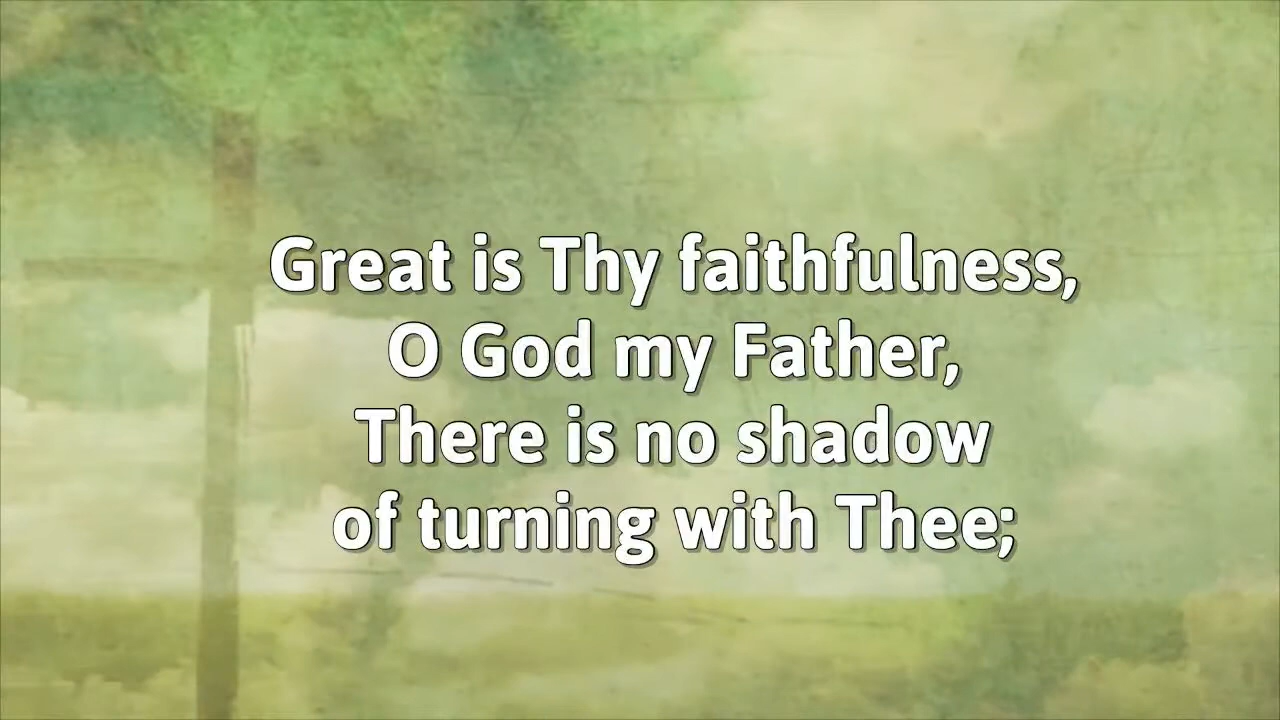 Great is Thy faithfulness,
O God my Father,
There is no shadow
of turning with Thee;